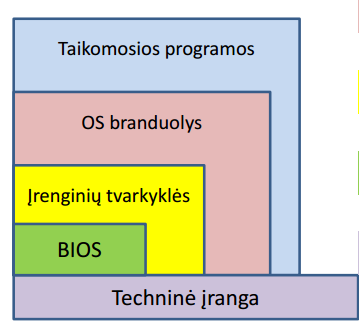 Taikomosios programos
OS branduolys
Įrenginių tvarkyklės
BIOS
Techninė įranga